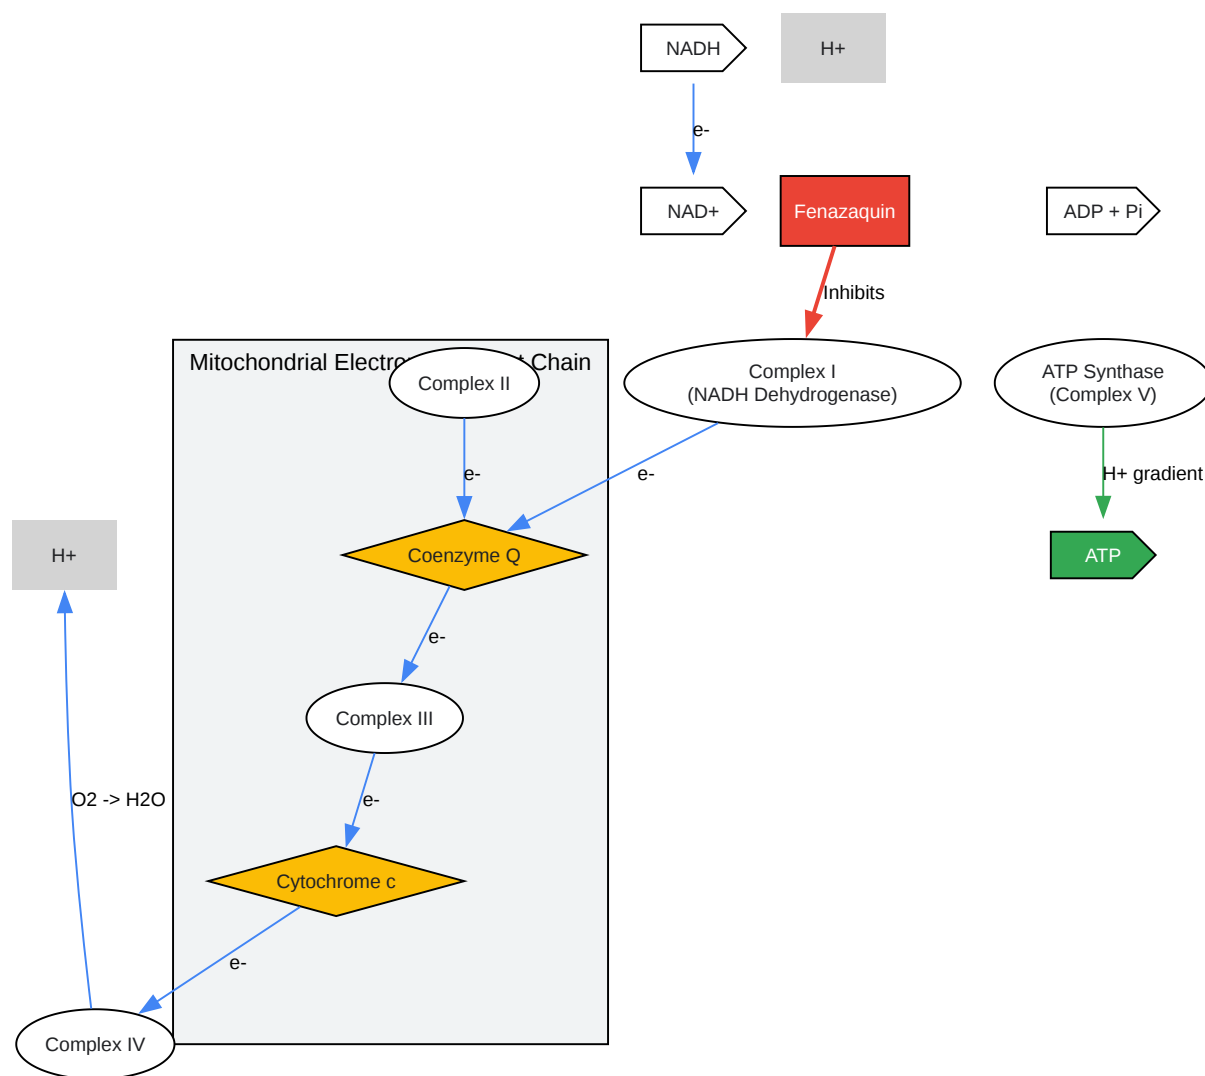 NADH
H+
e-
NAD+
Fenazaquin
ADP + Pi
Inhibits
Mitochondrial Electron
t Chain
Complex II
Complex I
(NADH Dehydrogenase)
ATP Synthase
(Complex V)
e-
e-
H+ gradient
H+
Coenzyme Q
ATP
e-
Complex III
O2 -> H2O
e-
Cytochrome c
e-
Complex IV